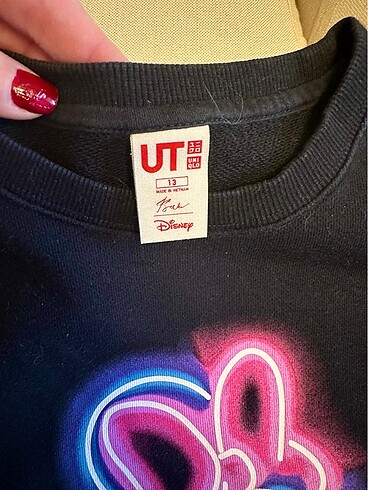 UT
UNI
QLO
13
MADE IN VIETNAM
Disney